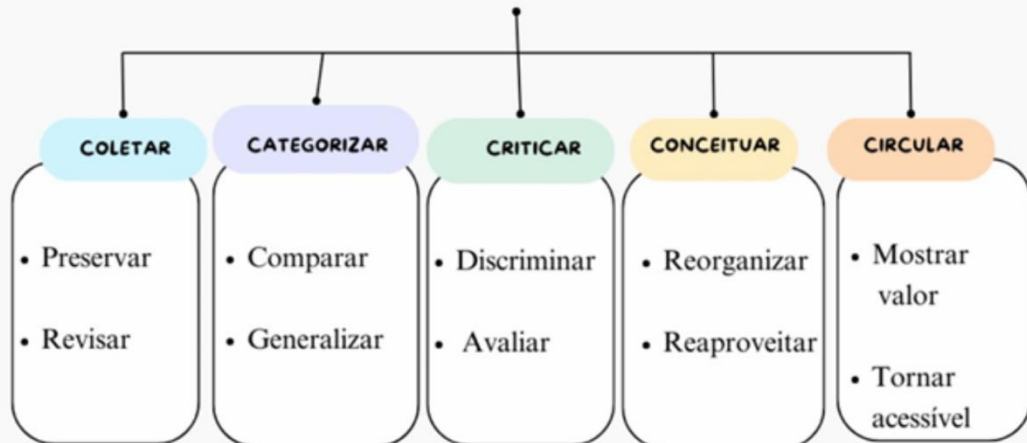 COLETAR
• Preservar
• Revisar
CATEGORIZAR
• Comparar
• Generalizar
CRITICAR
• Discriminar
• Avaliar
CONCEITUAR
• Reorganizar
• Reaproveitar
CIRCULAR
• Mostrar
valor
• Tornar
acessível